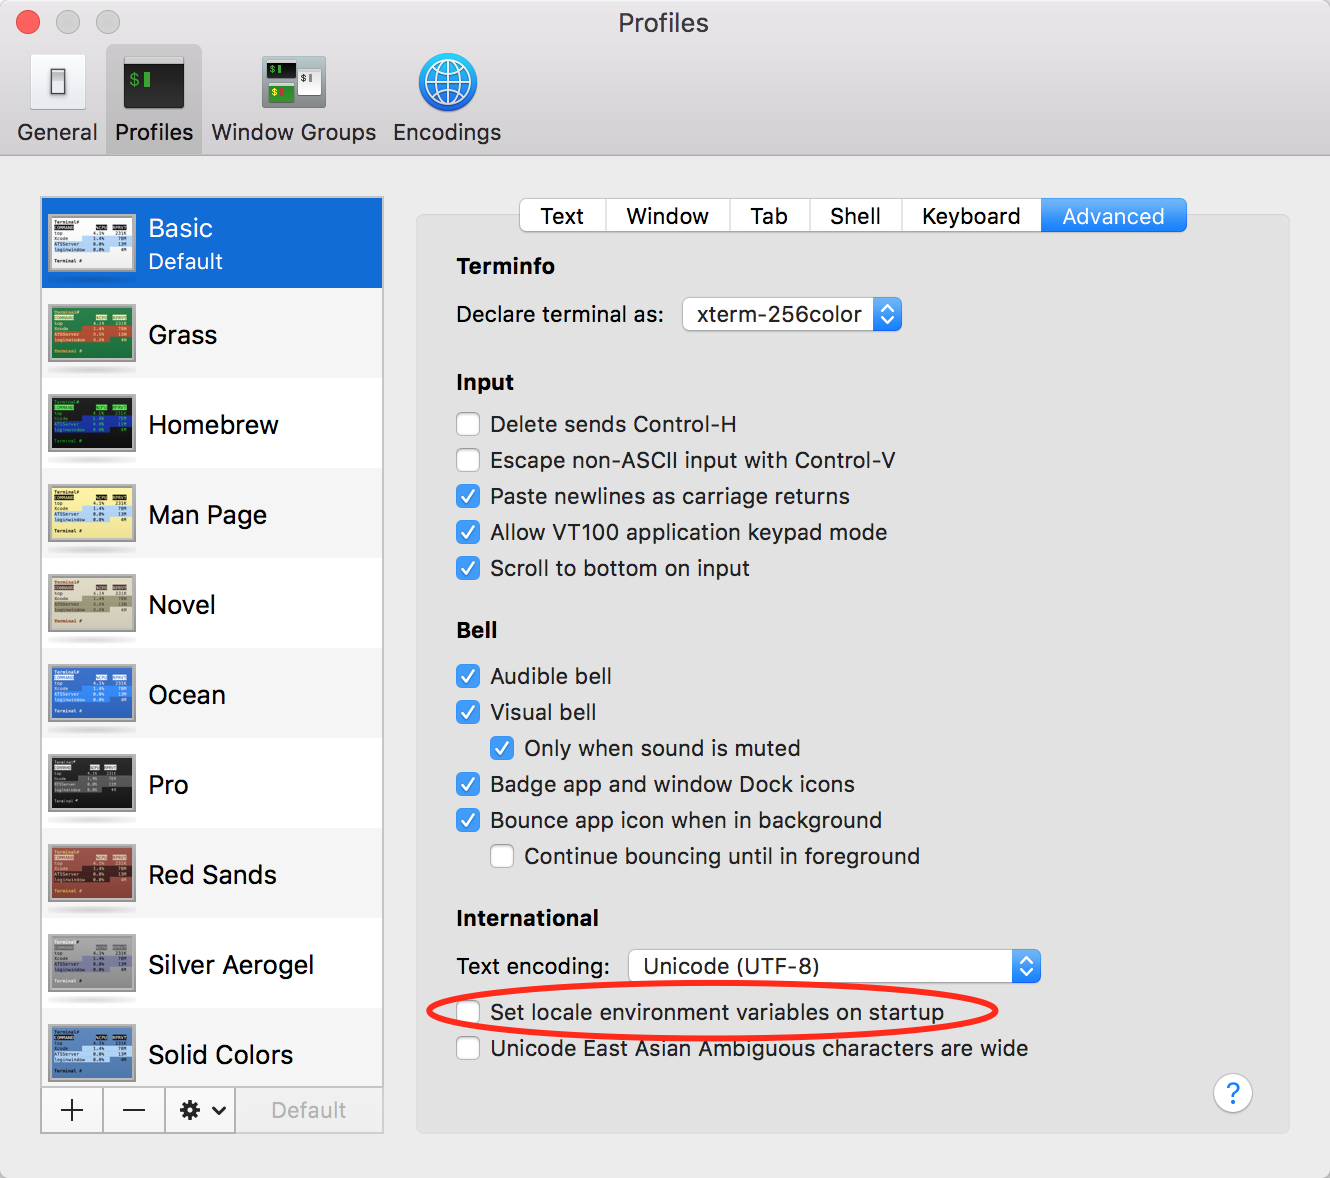 Profiles
General
Profiles
Window Groups
Encodings
Basic
Default
Grass
Homebrew
Man Page
Novel
Ocean
Pro
Red Sands
Silver Aerogel
Solid Colors
Default
Text Window Tab Shell Keyboard Advanced
Terminfo
Declare terminal as: xterm-256color
Input
Delete sends Control-H
Escape non-ASCII input with Control-V
Paste newlines as carriage returns
Allow VT100 application keypad mode
Scroll to bottom on input
Bell
Audible bell
Visual bell
Only when sound is muted
Badge app and window Dock icons
Bounce app icon when in background
Continue bouncing until in foreground
International
Text encoding: Unicode (UTF-8)
Set locale environment variables on startup
Unicode East Asian Ambiguous characters are wide
?